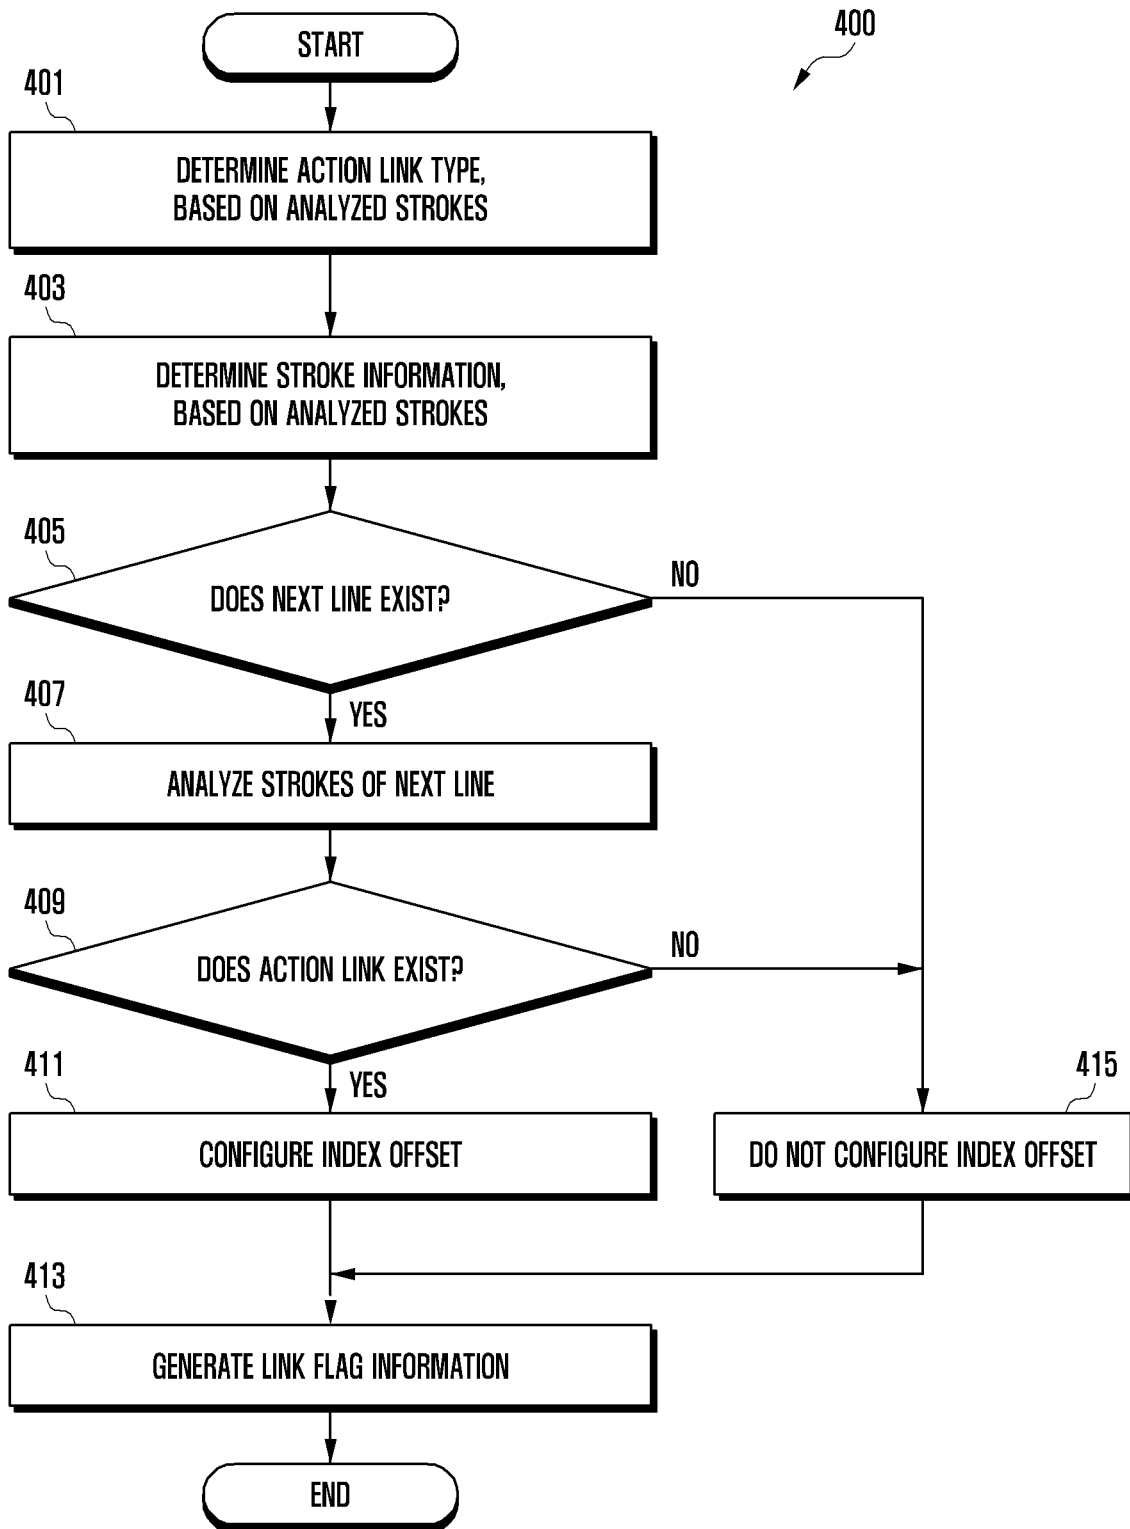 START
400
401
DETERMINE ACTION LINK TYPE,
BASED ON ANALYZED STROKES
403
DETERMINE STROKE INFORMATION,
BASED ON ANALYZED STROKES
405
DOES NEXT LINE EXIST?
NO
YES
407
ANALYZE STROKES OF NEXT LINE
409
DOES ACTION LINK EXIST?
NO
YES
411
CONFIGURE INDEX OFFSET
415
DO NOT CONFIGURE INDEX OFFSET
413
GENERATE LINK FLAG INFORMATION
END